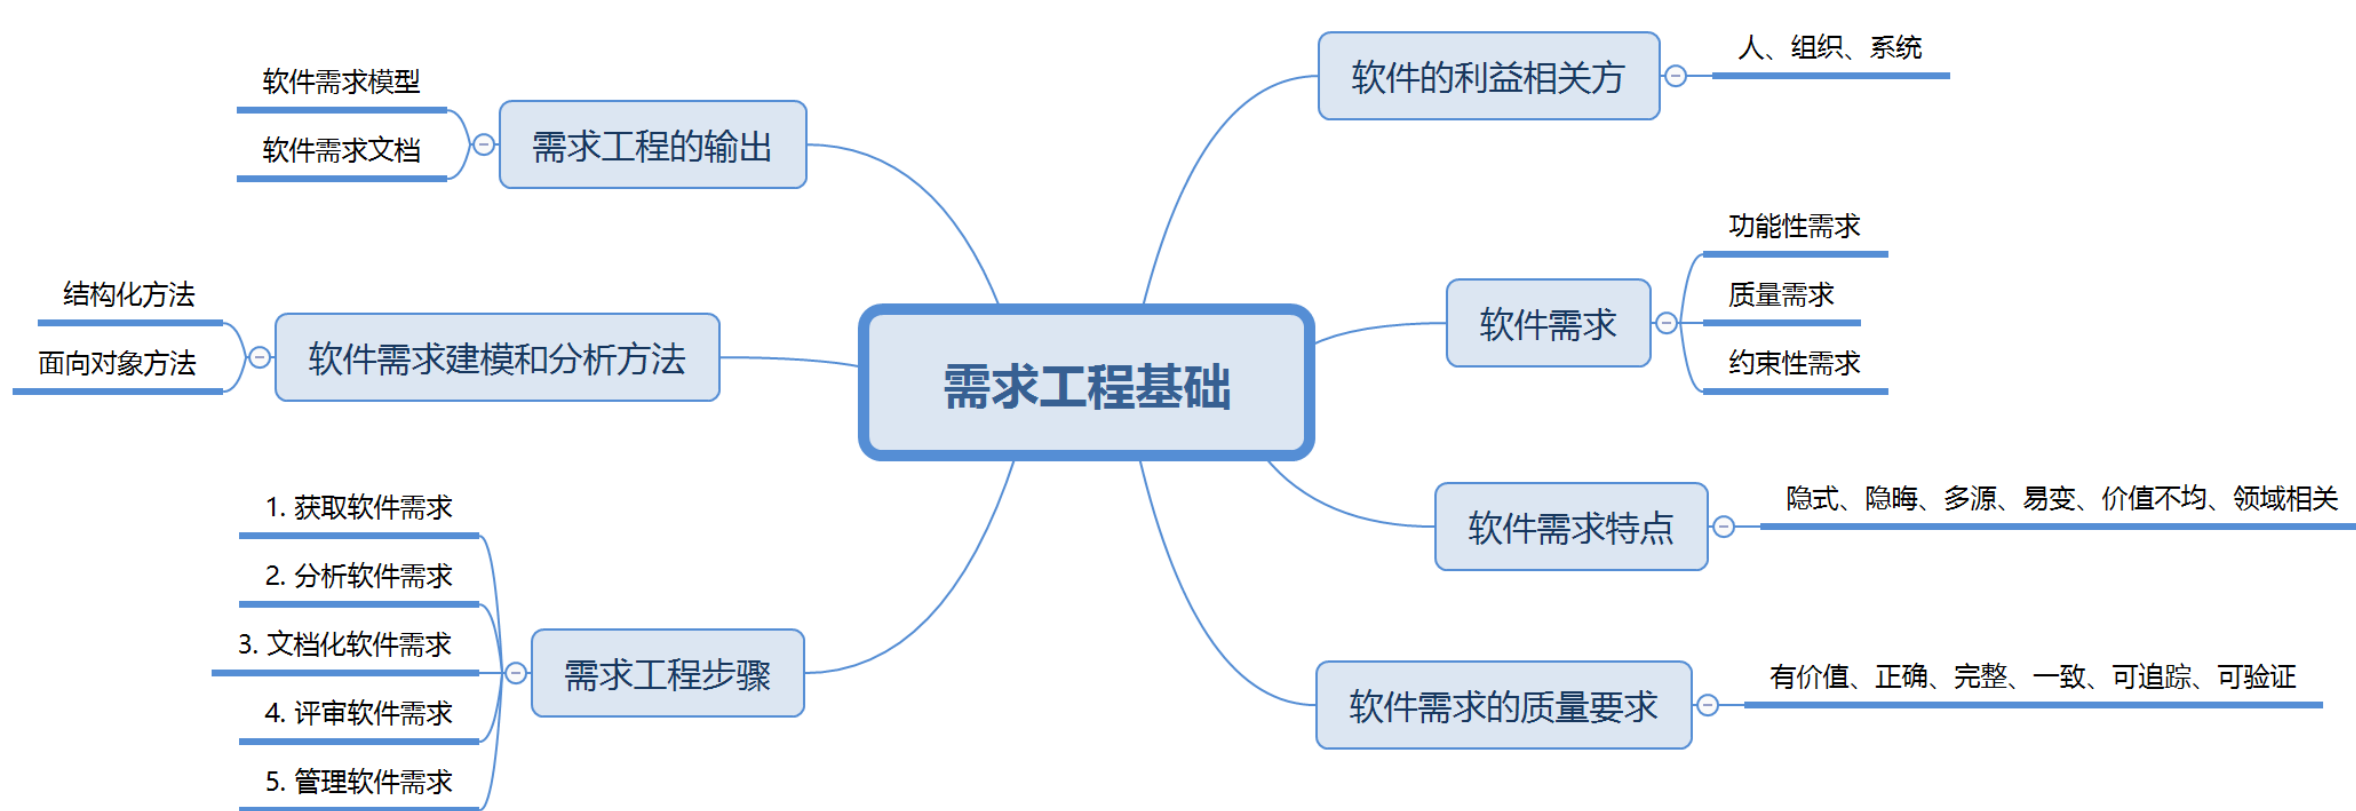 需求工程基础
软件的利益相关方
人、组织、系统
软件需求
功能性需求
质量需求
约束性需求
软件需求特点
隐式、隐晦、多源、易变、价值不均、领域相关
软件需求的质量要求
有价值、正确、完整、一致、可追踪、可验证
需求工程的输出
软件需求模型
软件需求文档
软件需求建模和分析方法
结构化方法
面向对象方法
需求工程步骤
1. 获取软件需求
2. 分析软件需求
3. 文档化软件需求
4. 评审软件需求
5. 管理软件需求